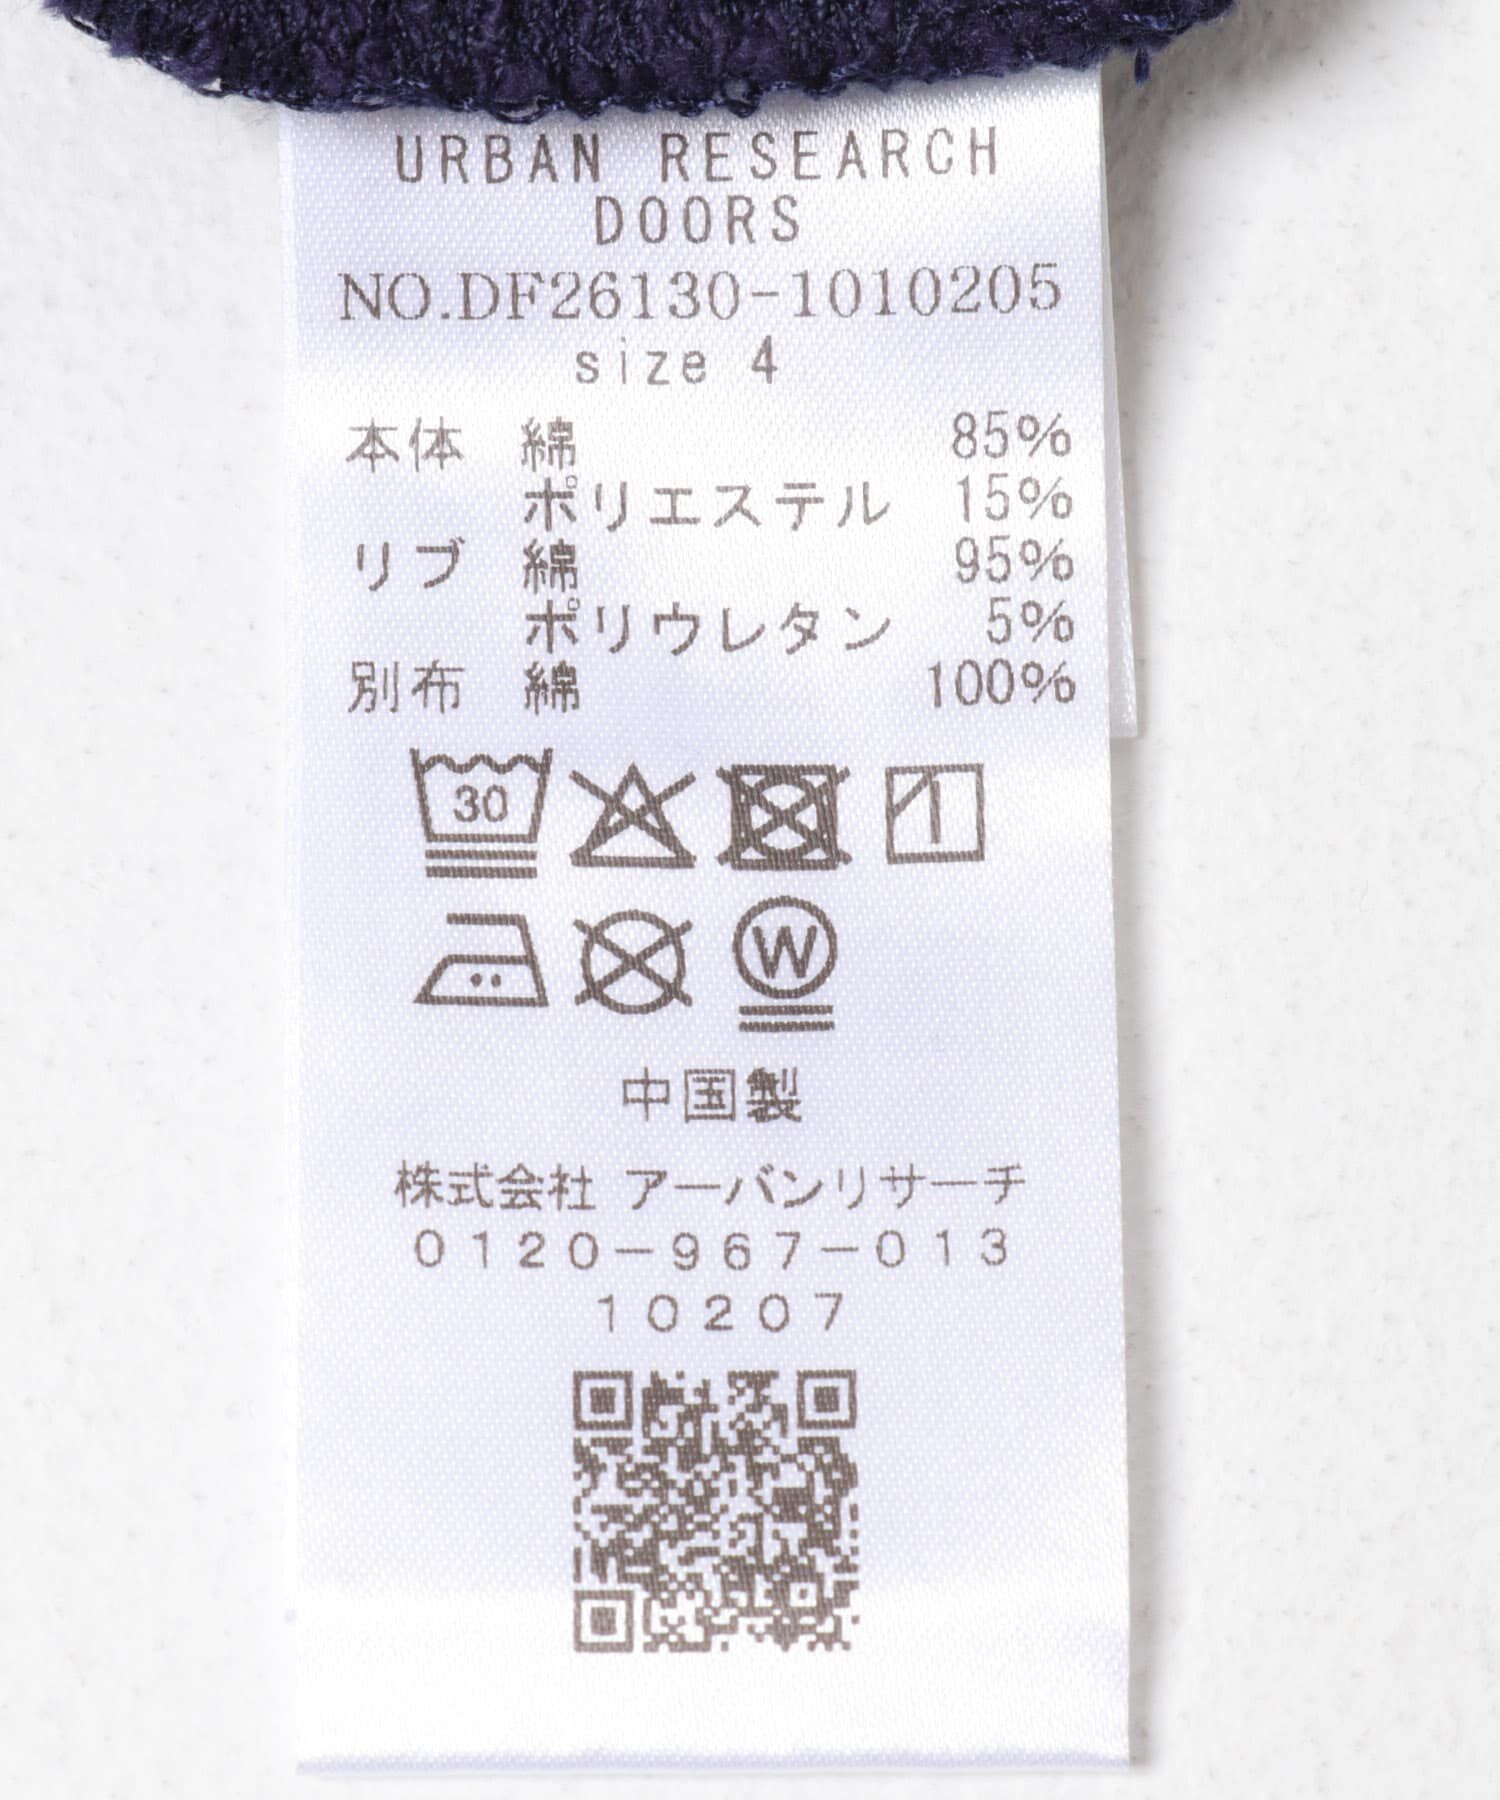 URBAN RESEARCH
DOORS
NO.DF26130-1010205
size 4
本体 綿 85%
ポリエステル 15%
リブ 綿 95%
ポリウレタン 5%
別布 綿 100%
30
W
中国製
株式会社 アーバンリサーチ
0120-967-013
10207